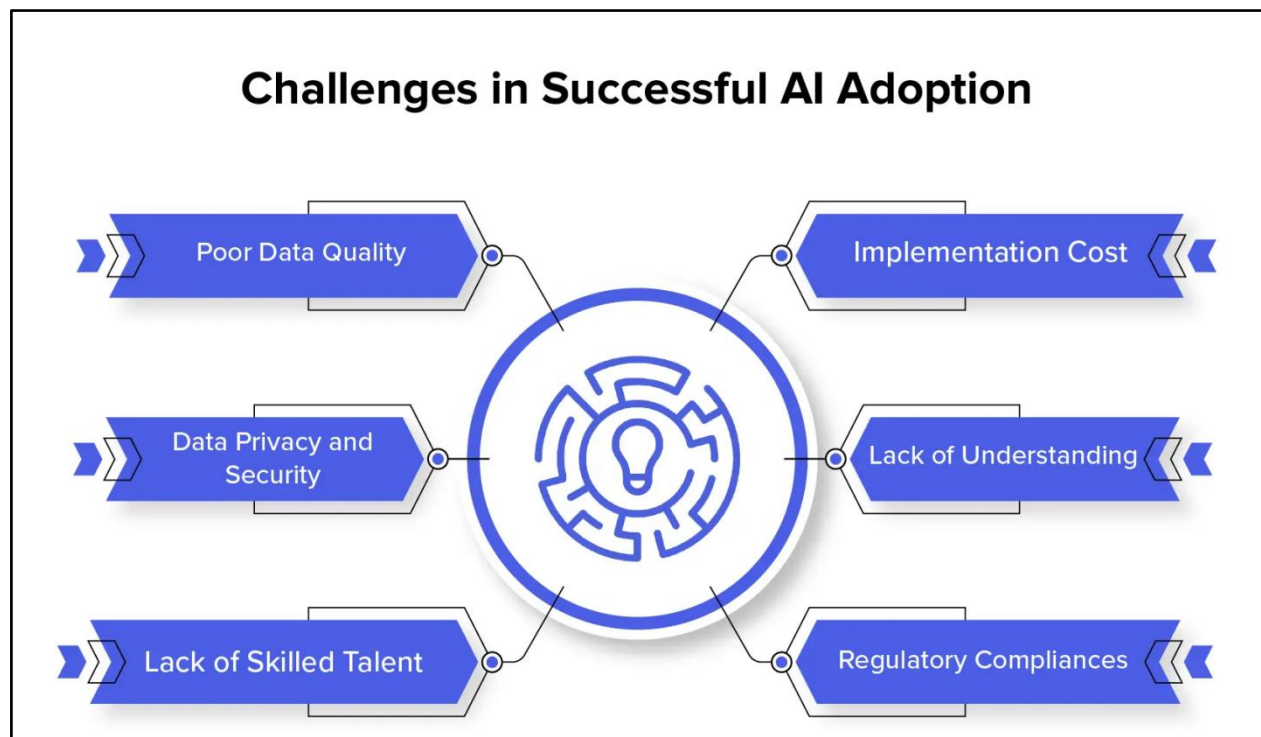 Challenges in Successful AI Adoption
Poor Data Quality
Implementation Cost
Data Privacy and
Security
Lack of Understanding
Lack of Skilled Talent
Regulatory Compliances